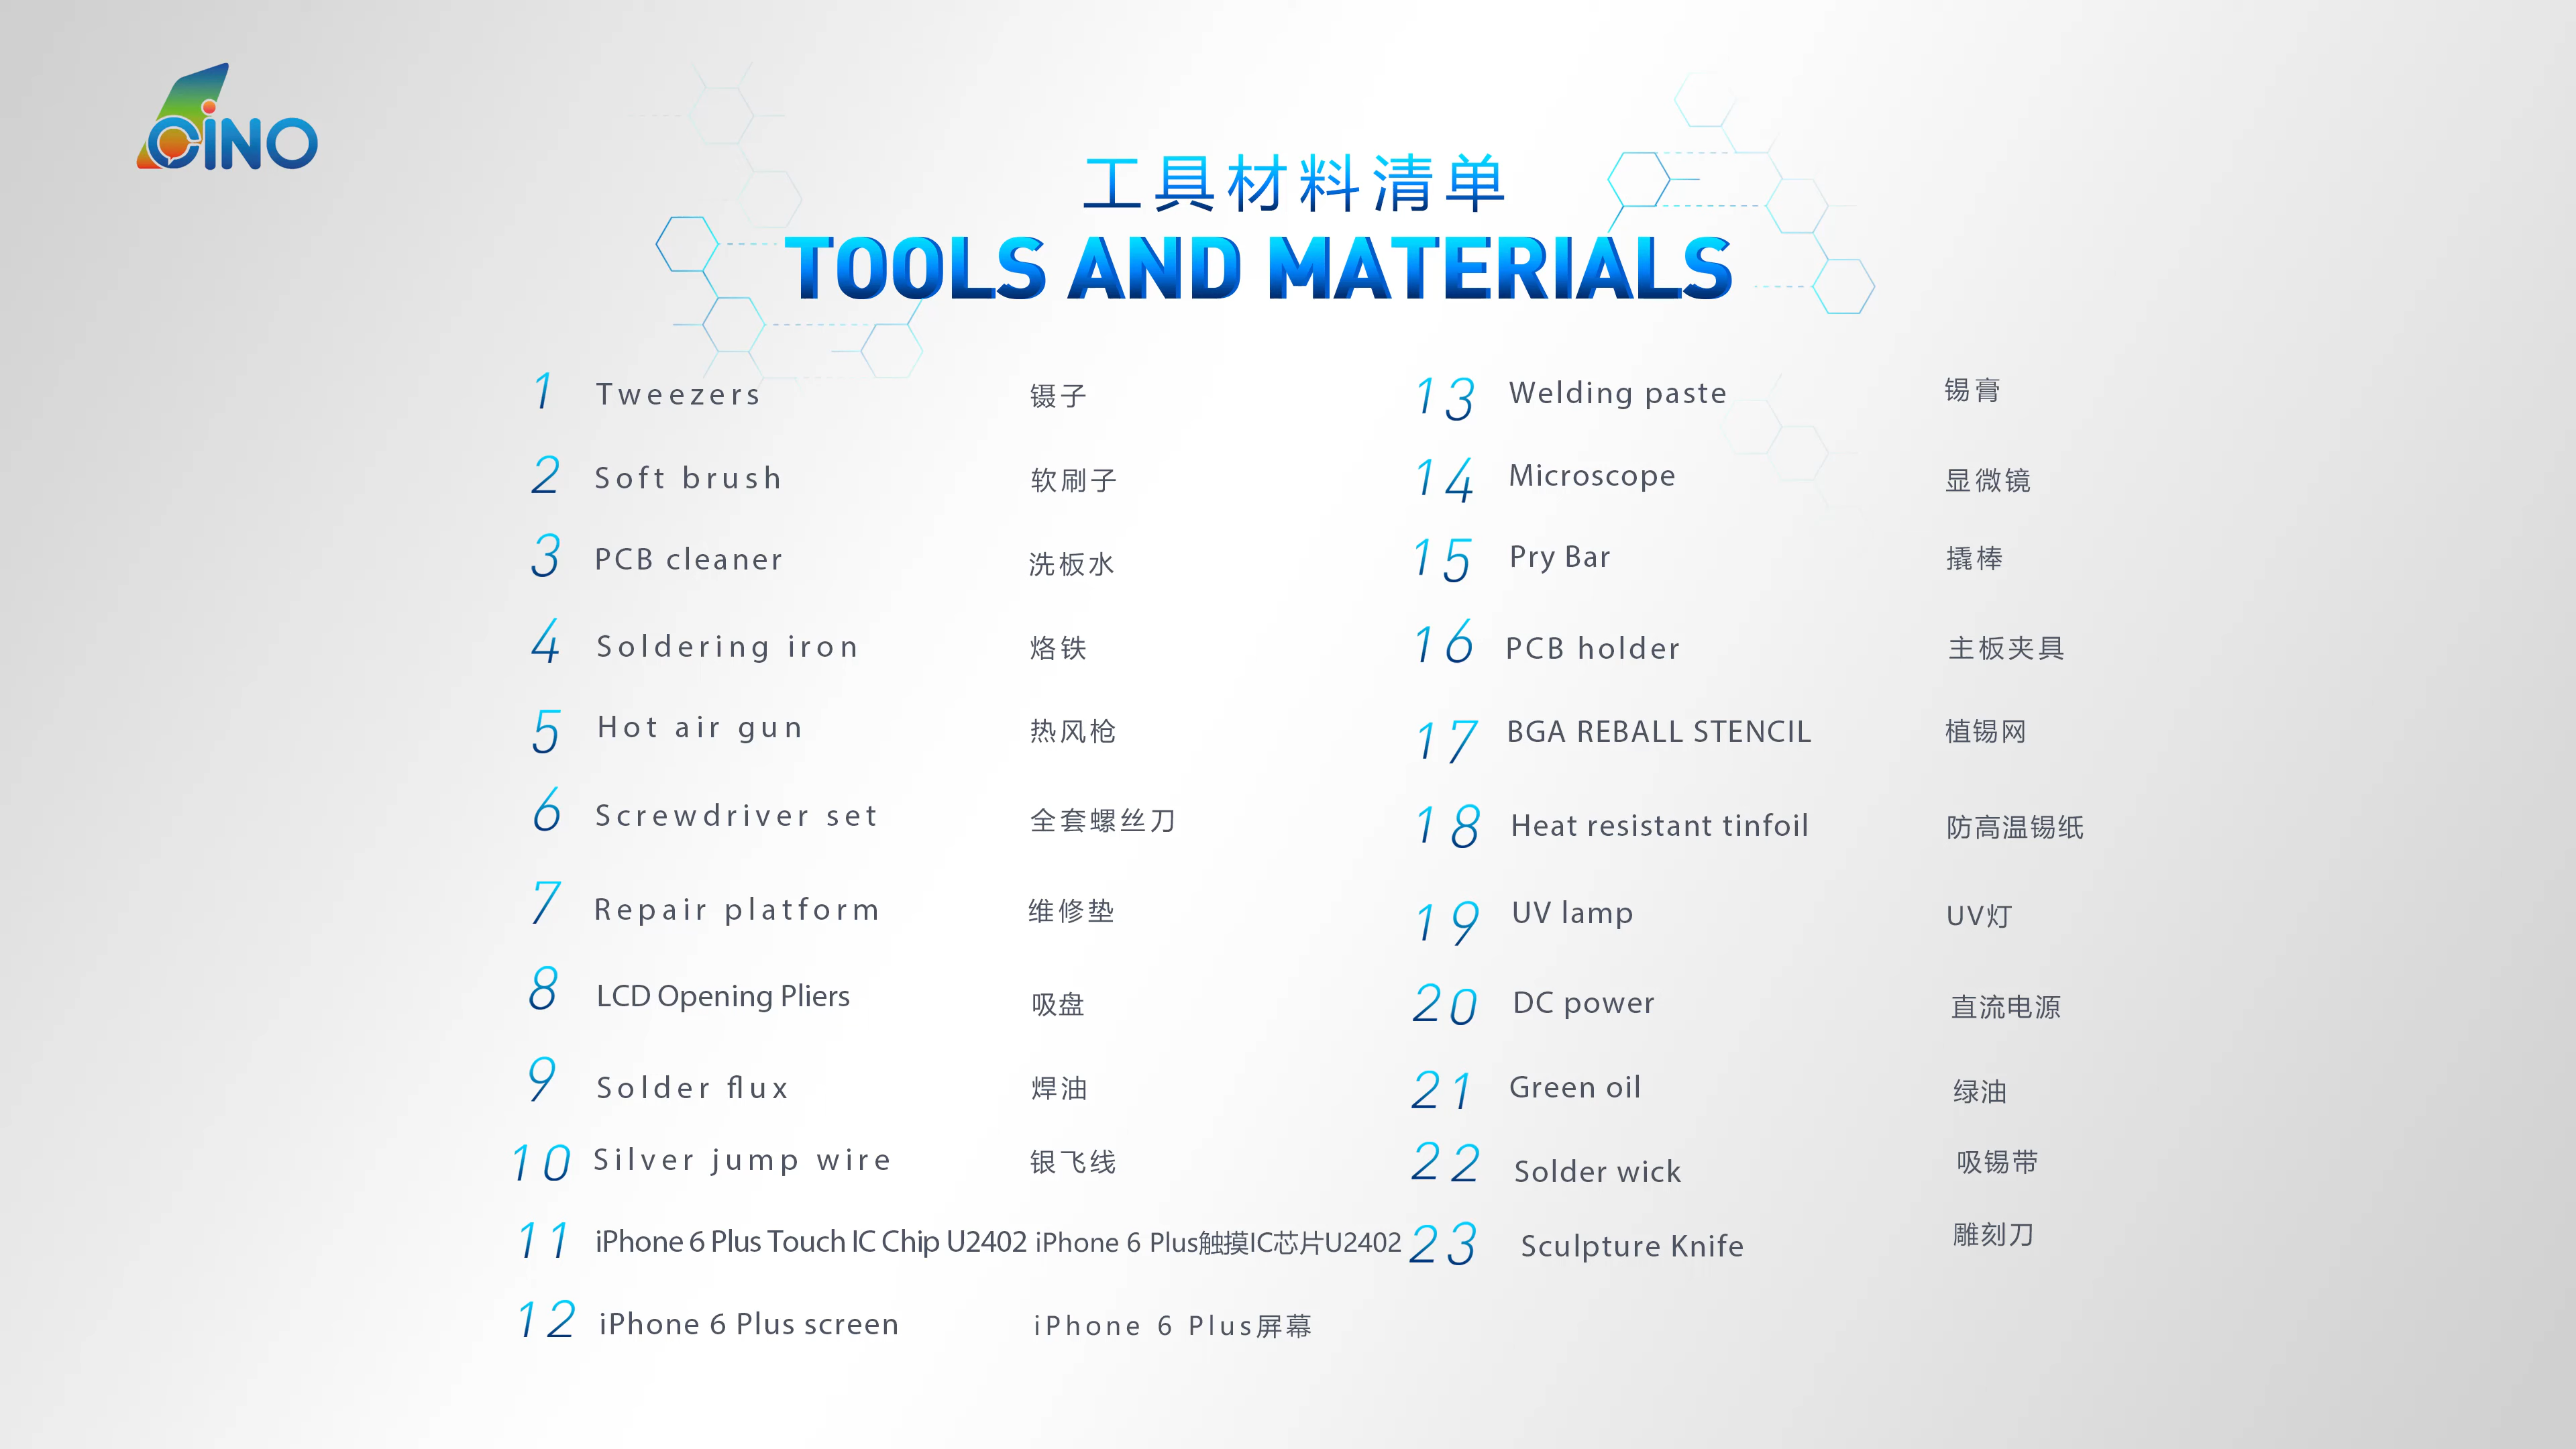 CINO
工具材料清单
TOOLS AND MATERIALS
1 Tweezers 镊子
2 Soft brush 软刷子
3 PCB cleaner 洗板水
4 Soldering iron 烙铁
5 Hot air gun 热风枪
6 Screwdriver set 全套螺丝刀
7 Repair platform 维修垫
8 LCD Opening Pliers 吸盘
9 Solder flux 焊油
10 Silver jump wire 银飞线
11 iPhone 6 Plus Touch IC Chip U2402 iPhone 6 Plus触摸IC芯片U2402
12 iPhone 6 Plus screen iPhone 6 Plus屏幕
13 Welding paste 锡膏
14 Microscope 显微镜
15 Pry Bar 撬棒
16 PCB holder 主板夹具
17 BGA REBALL STENCIL 植锡网
18 Heat resistant tinfoil 防高温锡纸
19 UV lamp UV灯
20 DC power 直流电源
21 Green oil 绿油
22 Solder wick 吸锡带
23 Sculpture Knife 雕刻刀